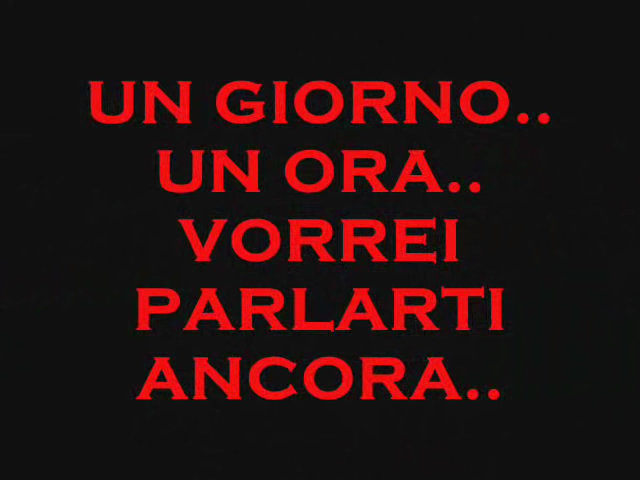 UN GIORNO..
UN ORA..
VORREI
PARLARTI
ANCORA..